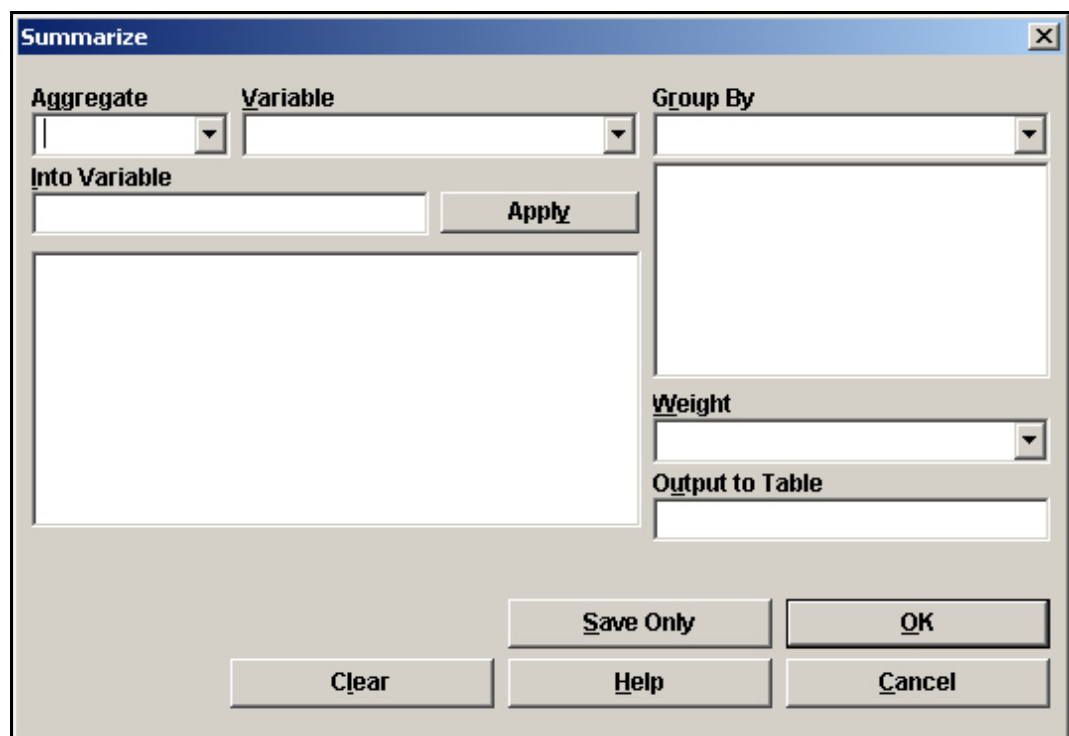 Summarize
Aggregate
Variable
Group By
Into Variable
Apply
Weight
Output to Table
Save Only
OK
Clear
Help
Cancel